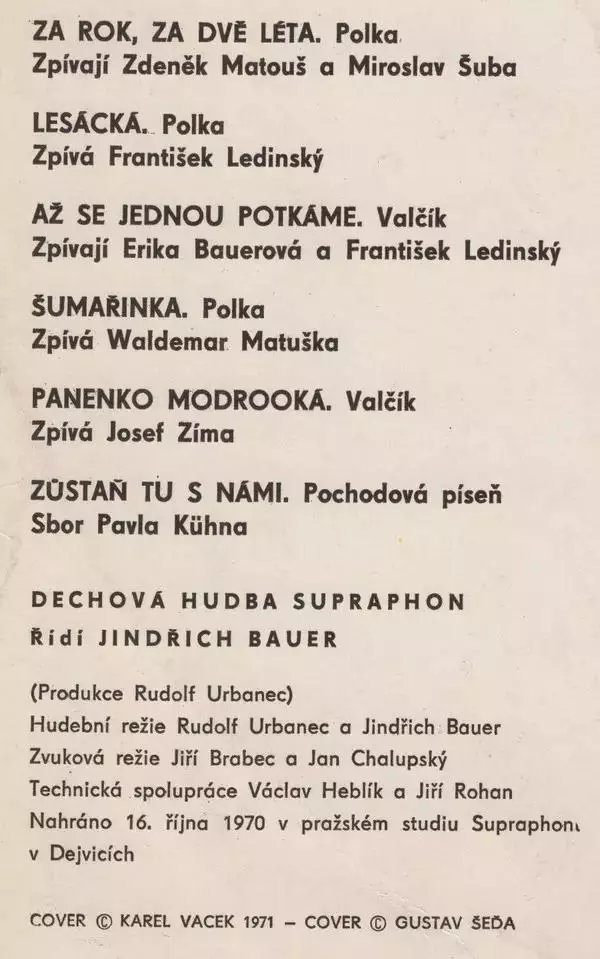 ZA ROK, ZA DVĚ LÉTA. Polka
Zpívají Zdeněk Matouš a Miroslav Šuba
LESÁCKÁ. Polka
Zpívá František Ledinský
AŽ SE JEDNOU POTKÁME. Valčík
Zpívají Erika Bauerová a František Ledinský
ŠUMAŘINKA. Polka
Zpívá Waldemar Matuška
PANENKO MODROOKÁ. Valčík
Zpívá Josef Zíma
ZŮSTAŇ TU S NÁMI. Pochodová píseň
Sbor Pavla Kühna
DECHOVÁ HUDBA SUPRAPHON
Řídí JINDŘICH BAUER
(Produkce Rudolf Urbanec)
Hudební režie Rudolf Urbanec a Jindřich Bauer
Zvuková režie Jiří Brabec a Jan Chalupský
Technická spolupráce Václav Heblík a Jiří Rohan
Nahráno 16. října 1970 v pražském studiu Supraphonu
v Dejvicích
COVER © KAREL VACEK 1971 – COVER © GUSTAV ŠEĎA